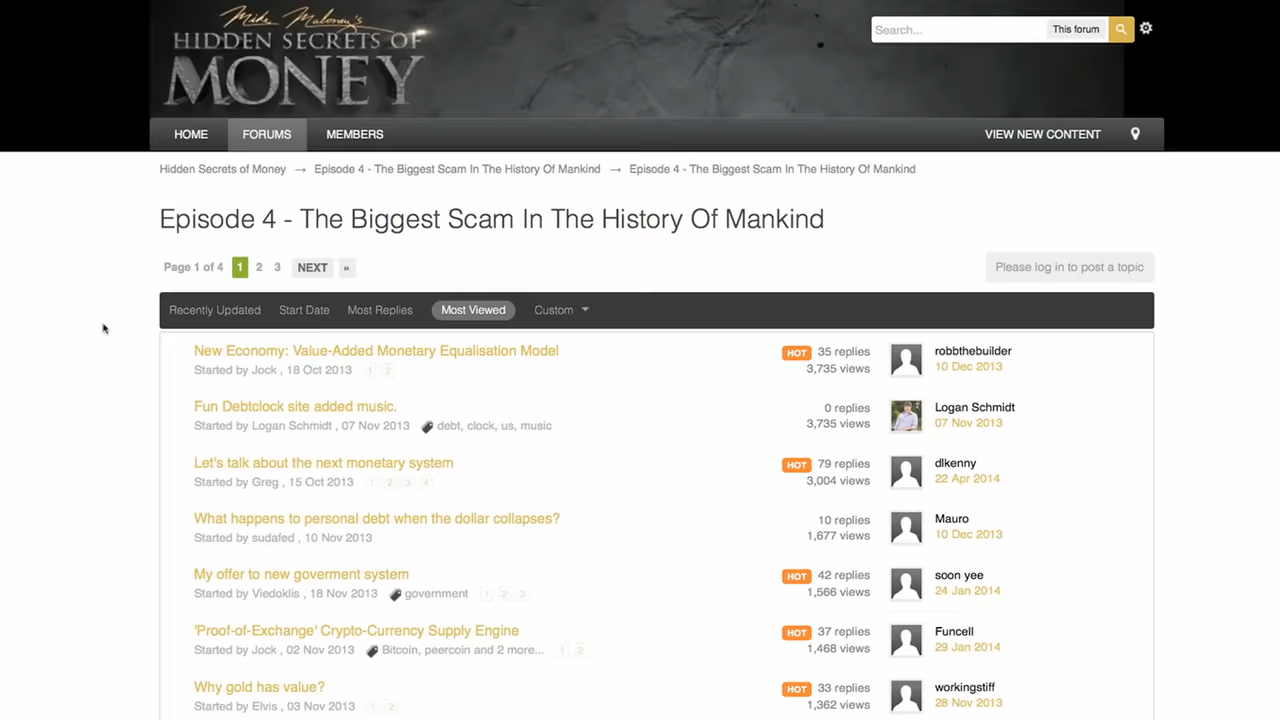 Mike Maloney's
HIDDEN SECRETS OF
MONEY
Search... This forum
HOME FORUMS MEMBERS VIEW NEW CONTENT
Hidden Secrets of Money → Episode 4 - The Biggest Scam In The History Of Mankind → Episode 4 - The Biggest Scam In The History Of Mankind
Episode 4 - The Biggest Scam In The History Of Mankind
Page 1 of 4 1 2 3 NEXT » Please log in to post a topic
Recently Updated Start Date Most Replies Most Viewed Custom
New Economy: Value-Added Monetary Equalisation Model HOT 35 replies robbthebuilder
Started by Jock , 18 Oct 2013 1 2 3,735 views 10 Dec 2013
Fun Debtclock site added music. 0 replies Logan Schmidt
Started by Logan Schmidt , 07 Nov 2013 debt, clock, us, music 3,735 views 07 Nov 2013
Let's talk about the next monetary system HOT 79 replies dlkenny
Started by Greg , 15 Oct 2013 1 2 3 4 3,004 views 22 Apr 2014
What happens to personal debt when the dollar collapses? 10 replies Mauro
Started by sudafed , 10 Nov 2013 1,677 views 10 Dec 2013
My offer to new goverment system HOT 42 replies soon yee
Started by Viedoklis , 18 Nov 2013 government 1 2 3 1,566 views 24 Jan 2014
'Proof-of-Exchange' Crypto-Currency Supply Engine HOT 37 replies Funcell
Started by Jock , 02 Nov 2013 Bitcoin, peercoin and 2 more... 1 2 1,468 views 29 Jan 2014
Why gold has value? HOT 33 replies workingstiff
Started by Elvis , 03 Nov 2013 1 2 1,362 views 28 Nov 2013